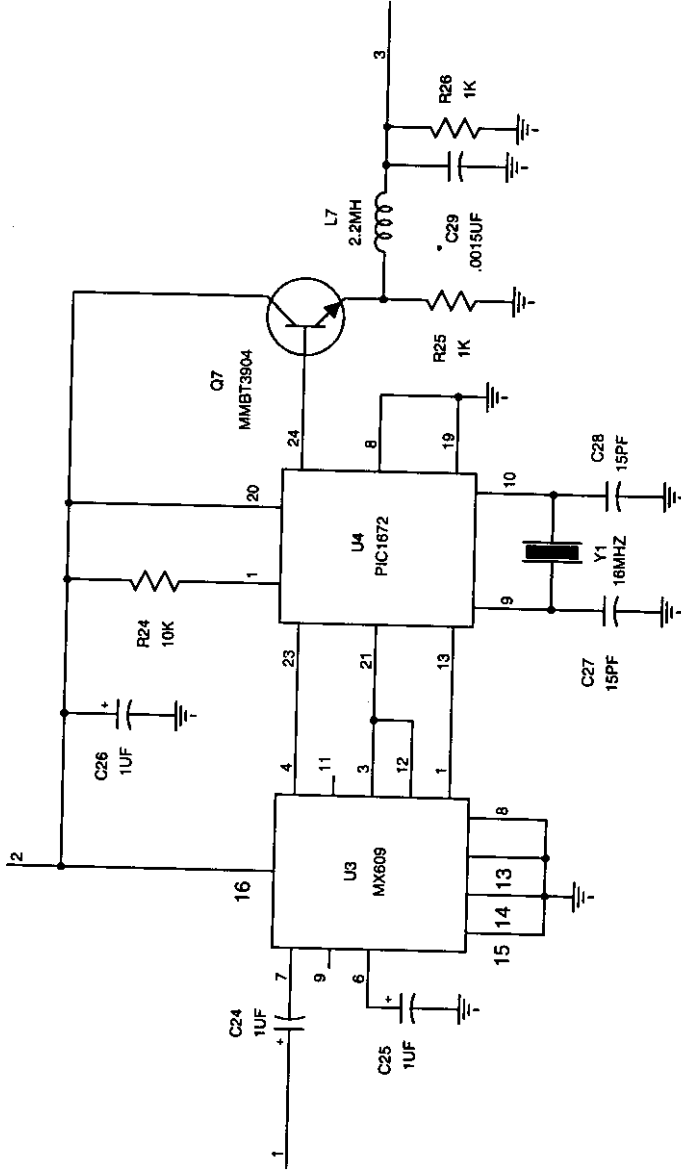 2
C26
1UF
R24
10K
Q7
MMBT3904
L7
2.2MH
3
16
1
20
C24
1UF
1
7
9
6
C25
1UF
U3
MX609
4
11
3
12
1
15
14
13
8
23
21
13
U4
PIC1672
24
8
19
9
10
R25
1K
C29
.0015UF
R26
1K
C27
15PF
Y1
16MHZ
C28
15PF